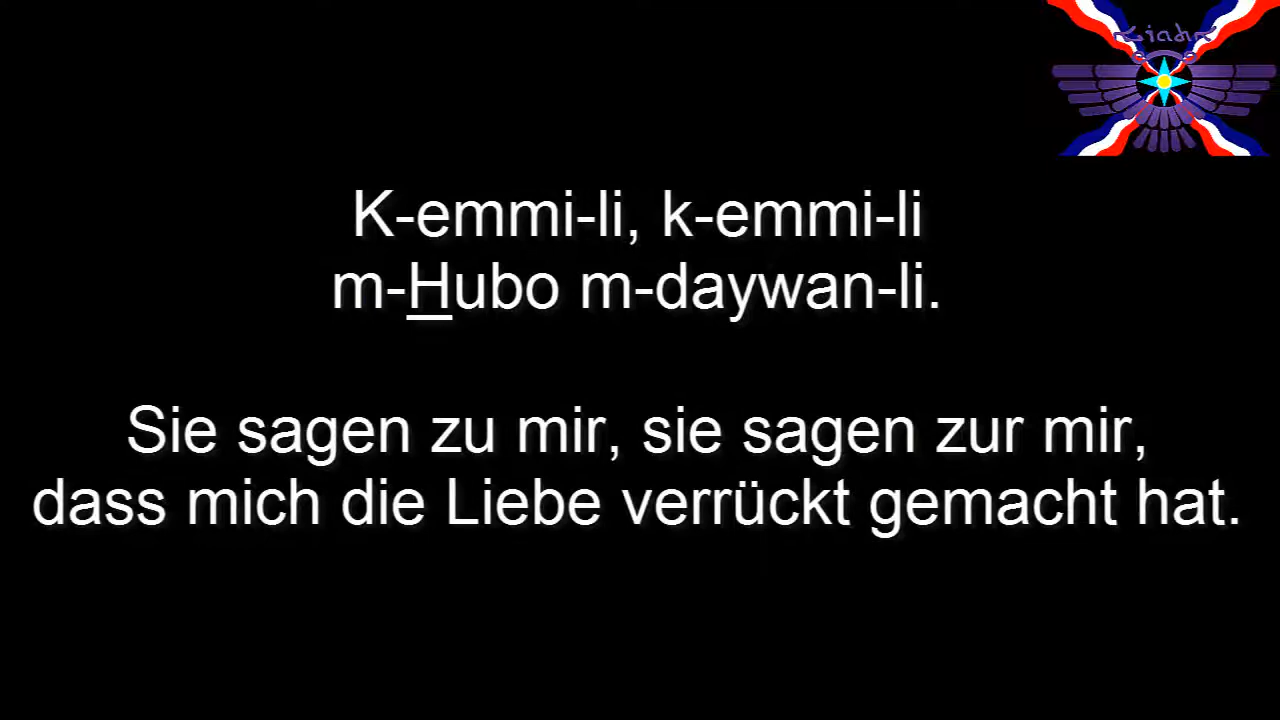 K-emmi-li, k-emmi-li
m-Hubo m-daywan-li.
Sie sagen zu mir, sie sagen zur mir,
dass mich die Liebe verrückt gemacht hat.